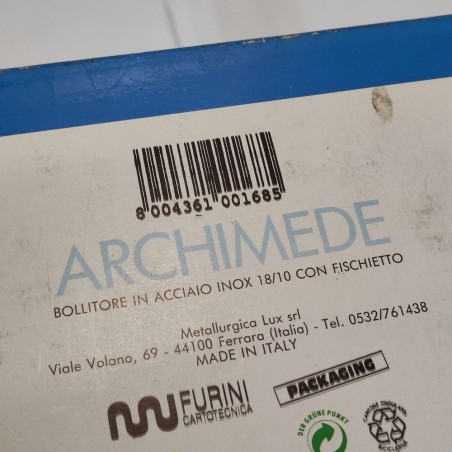 8 004361 001685
ARCHIMEDE
BOLLITORE IN ACCIAIO INOX 18/10 CON FISCHIETTO
Metallurgica Lux srl
Viale Volano, 69 - 44100 Ferrara (Italia) - Tel. 0532/761438
MADE IN ITALY
FURINI
CARTOTECNICA
PACKAGING
DER GRÜNE PUNKT